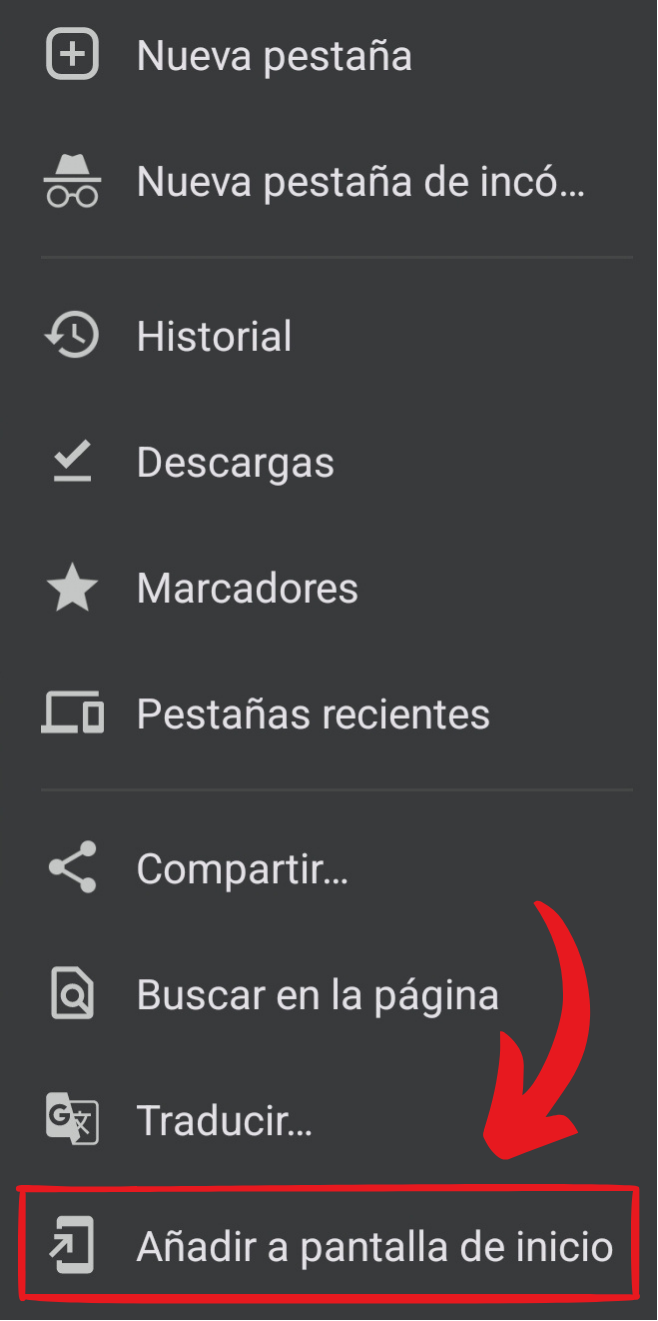 Nueva pestaña
Nueva pestaña de incó...
Historial
Descargas
Marcadores
Pestañas recientes
Compartir...
Buscar en la página
Traducir...
Añadir a pantalla de inicio